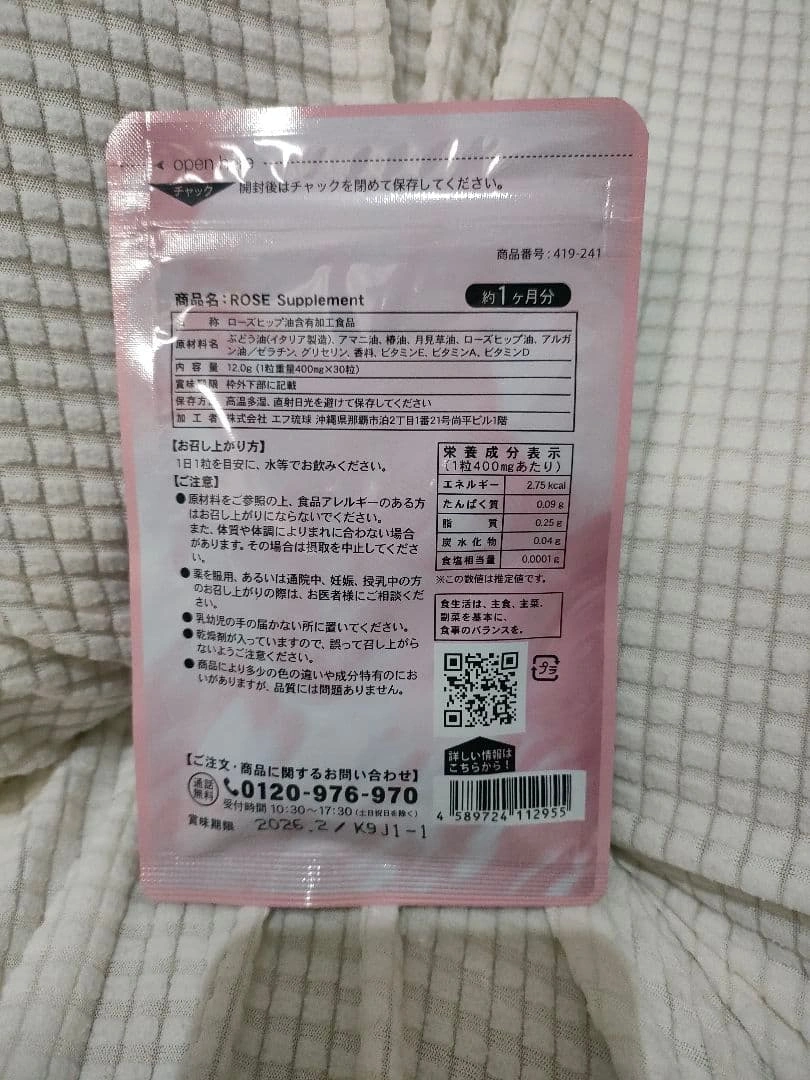 open here
チャック
開封後はチャックを閉めて保存してください。
商品番号：419-241
商品名：ROSE Supplement
約1ヶ月分
称 ローズヒップ油含有加工食品
原材料名 ぶどう油(イタリア製造)、アマニ油、椿油、月見草油、ローズヒップ油、アルガン油／ゼラチン、グリセリン、香料、ビタミンE、ビタミンA、ビタミンD
内容量 12.0g (1粒重量400mg×30粒)
賞味期限 枠外下部に記載
保存方法 高温多湿、直射日光を避けて保存してください
加工者 株式会社 エフ琉球 沖縄県那覇市泊2丁目1番21号尚平ビル1階
【お召し上がり方】
1日1粒を目安に、水等でお飲みください。
【ご注意】
●原材料をご参照の上、食品アレルギーのある方
はお召し上がりにならないでください。
また、体質や体調によりまれに合わない場合
があります。その場合は摂取を中止してくださ
い。
●薬を服用、あるいは通院中、妊娠、授乳中の方
のお召し上がりの際は、お医者様にご相談くだ
さい。
●乳幼児の手の届かない所に置いてください。
●乾燥剤が入っていますので、誤って召し上がら
ないようご注意ください。
●商品により多少の色の違いや成分特有のにお
いがありますが、品質には問題ありません。
栄養成分表示
(1粒400mgあたり)
エネルギー 2.75 kcal
たんぱく質 0.09 g
脂質 0.25 g
炭水化物 0.04 g
食塩相当量 0.0001 g
※この数値は推定値です。
食生活は、主食、主菜、
副菜を基本に、
食事のバランスを。
プラ
詳しい情報は
こちらから！
【ご注文・商品に関するお問い合わせ】
通話無料 0120-976-970
受付時間 10:30〜17:30 (土日祝日を除く)
賞味期限 2026.2/K9J1-1
4 589724 112955